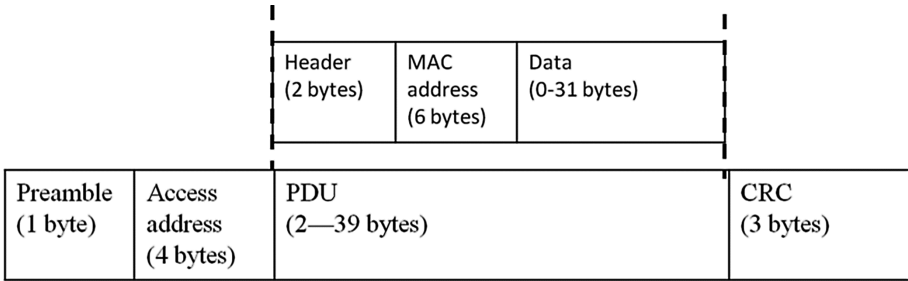 Header
(2 bytes)
MAC
address
(6 bytes)
Data
(0-31 bytes)
Preamble
(1 byte)
Access
address
(4 bytes)
PDU
(2—39 bytes)
CRC
(3 bytes)